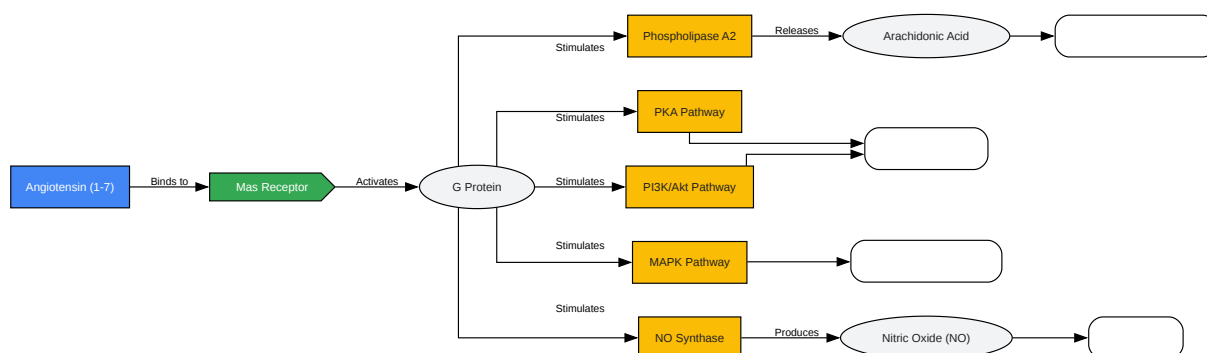 Phospholipase A2
Releases
Arachidonic Acid
Stimulates
PKA Pathway
Stimulates
Angiotensin (1-7)
Binds to
Mas Receptor
Activates
G Protein
Stimulates
PI3K/Akt Pathway
Stimulates
MAPK Pathway
Stimulates
NO Synthase
Produces
Nitric Oxide (NO)